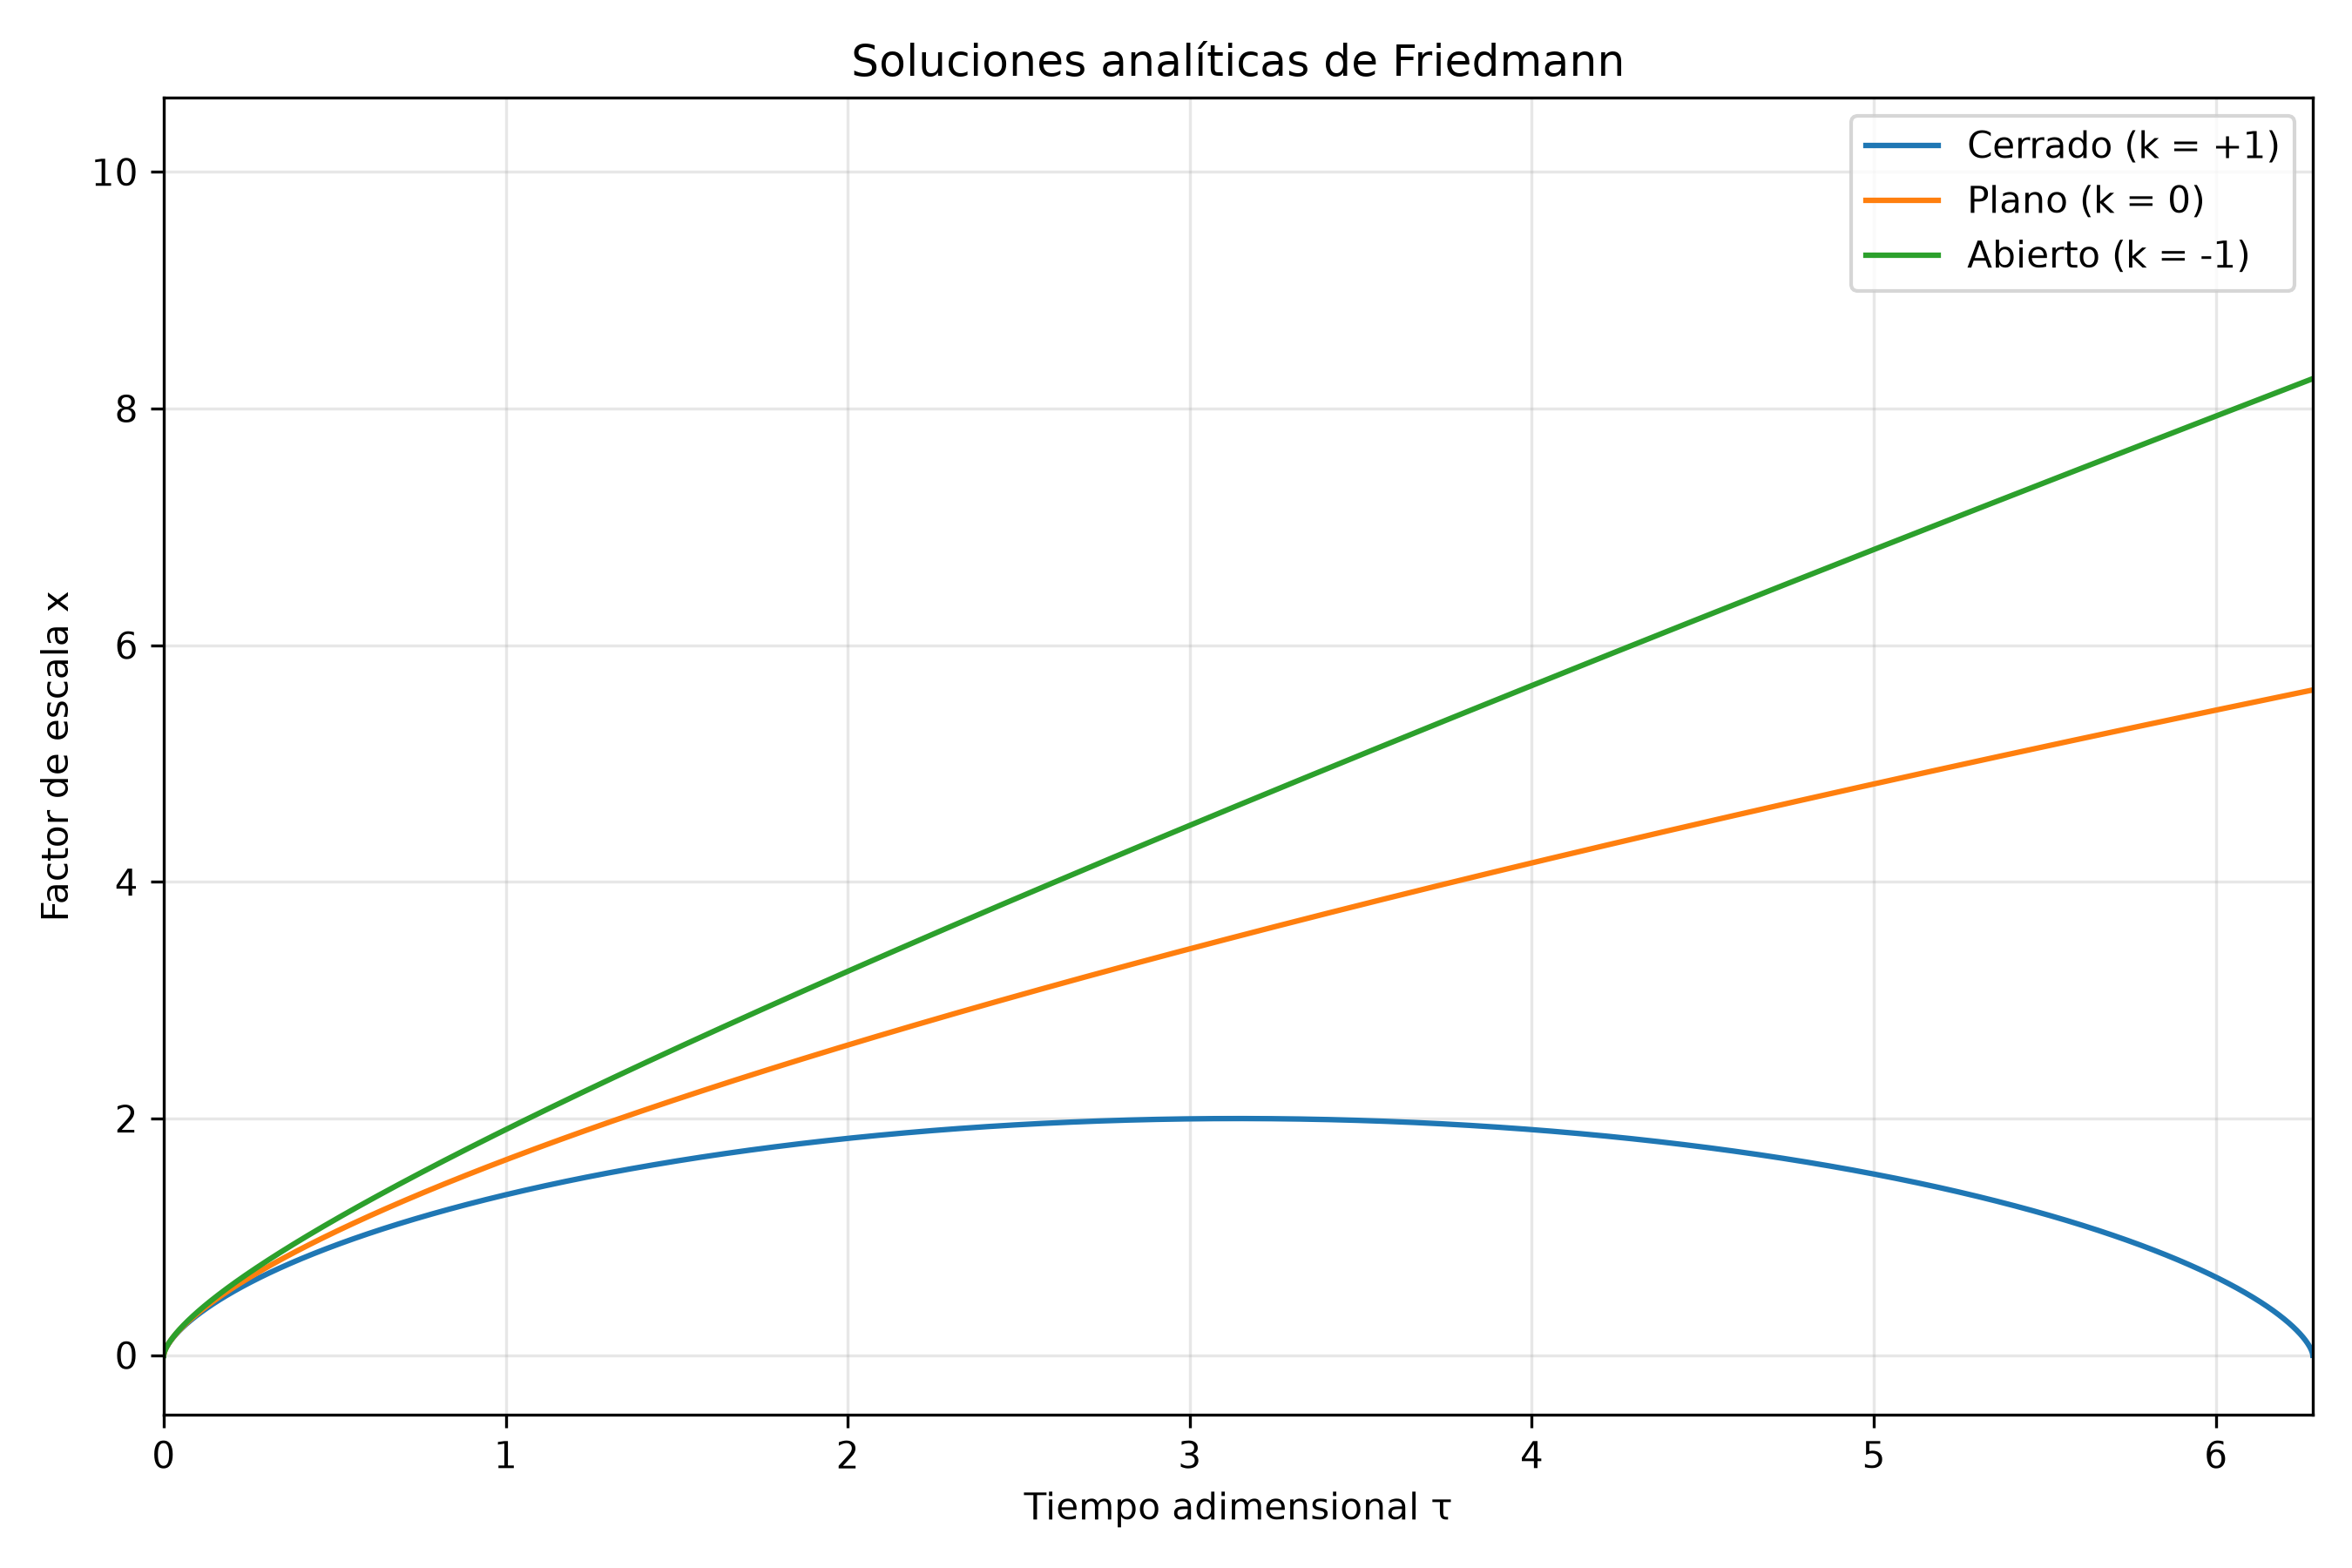 Soluciones analíticas de Friedmann
Cerrado (k = +1)
Plano (k = 0)
Abierto (k = -1)
Factor de escala x
10
8
6
4
2
0
0 1 2 3 4 5 6
Tiempo adimensional τ